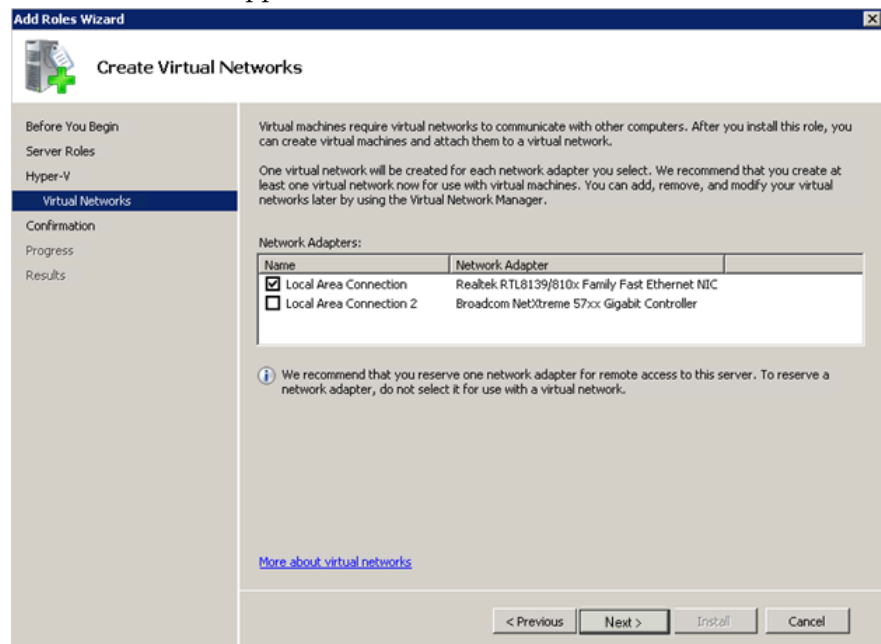 Add Roles Wizard
Create Virtual Networks
Before You Begin
Server Roles
Hyper-V
Virtual Networks
Confirmation
Progress
Results
Virtual machines require virtual networks to communicate with other computers. After you install this role, you
can create virtual machines and attach them to a virtual network.
One virtual network will be created for each network adapter you select. We recommend that you create at
least one virtual network now for use with virtual machines. You can add, remove, and modify your virtual
networks later by using the Virtual Network Manager.
Network Adapters:
Name Network Adapter
Local Area Connection Realtek RTL8139/810x Family Fast Ethernet NIC
Local Area Connection 2 Broadcom NetXtreme 57xx Gigabit Controller
We recommend that you reserve one network adapter for remote access to this server. To reserve a
network adapter, do not select it for use with a virtual network.
More about virtual networks
< Previous Next > Install Cancel